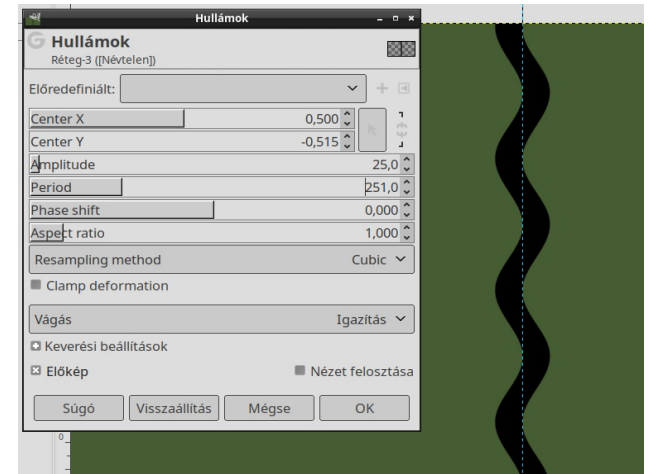 Hullámok
Hullámok
Réteg-3 ([Névtelen])
Előredefiniált:
Center X 0,500
Center Y -0,515
Amplitude 25,0
Period 251,0
Phase shift 0,000
Aspect ratio 1,000
Resampling method Cubic
Clamp deformation
Vágás Igazítás
Keverési beállítások
Előkép Nézet felosztása
Súgó Visszaállítás Mégse OK
0